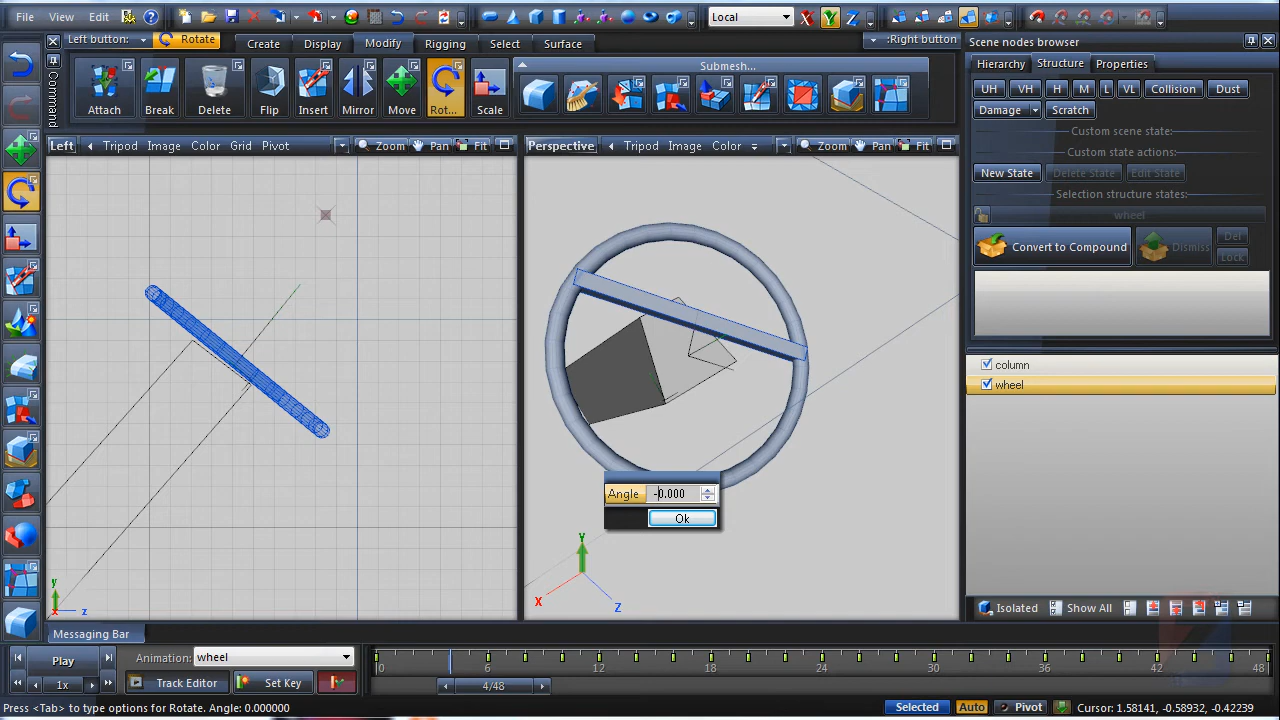 File View Edit Local X Y Z
Left button: Rotate Create Display Modify Rigging Select Surface :Right button
Scene nodes browser
Hierarchy Structure Properties
Command
Attach Break Delete Flip Insert Mirror Move Rot... Scale
Submesh...
UH VH H M L VL Collision Dust
Damage Scratch
Custom scene state:
Custom state actions:
New State Delete State Edit State
Selection structure states:
wheel
Convert to Compound Dismiss Del
Lock
Left Tripod Image Color Grid Pivot Zoom Pan Fit
Perspective Tripod Image Color Zoom Pan Fit
column
wheel
Angle -0.000
Ok
y
x z
Y
X Z
Isolated Show All
Messaging Bar
Play Animation: wheel
0 6 12 18 24 30 36 42 48
1x Track Editor Set Key 4/48
Press <Tab> to type options for Rotate. Angle: 0.000000
Selected Auto Pivot Cursor: 1.58141, -0.58932, -0.42239